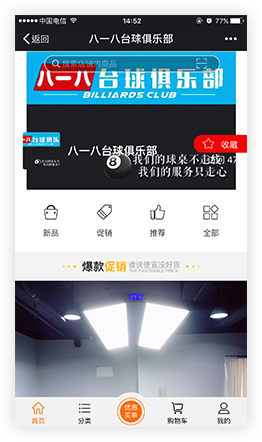 中国电信 14:52 77%
返回 八一八台球俱乐部
搜索店铺内商品
八一八台球俱乐部
BILLIARDS CLUB
八一八台球俱乐部
收藏
8
我们的球桌不走
我们的服务只走心
新品 促销 推荐 全部
爆款促销 谁说便宜没好货
THE FAVORABLE PRICE
首页 分类 优惠买单 购物车 我的